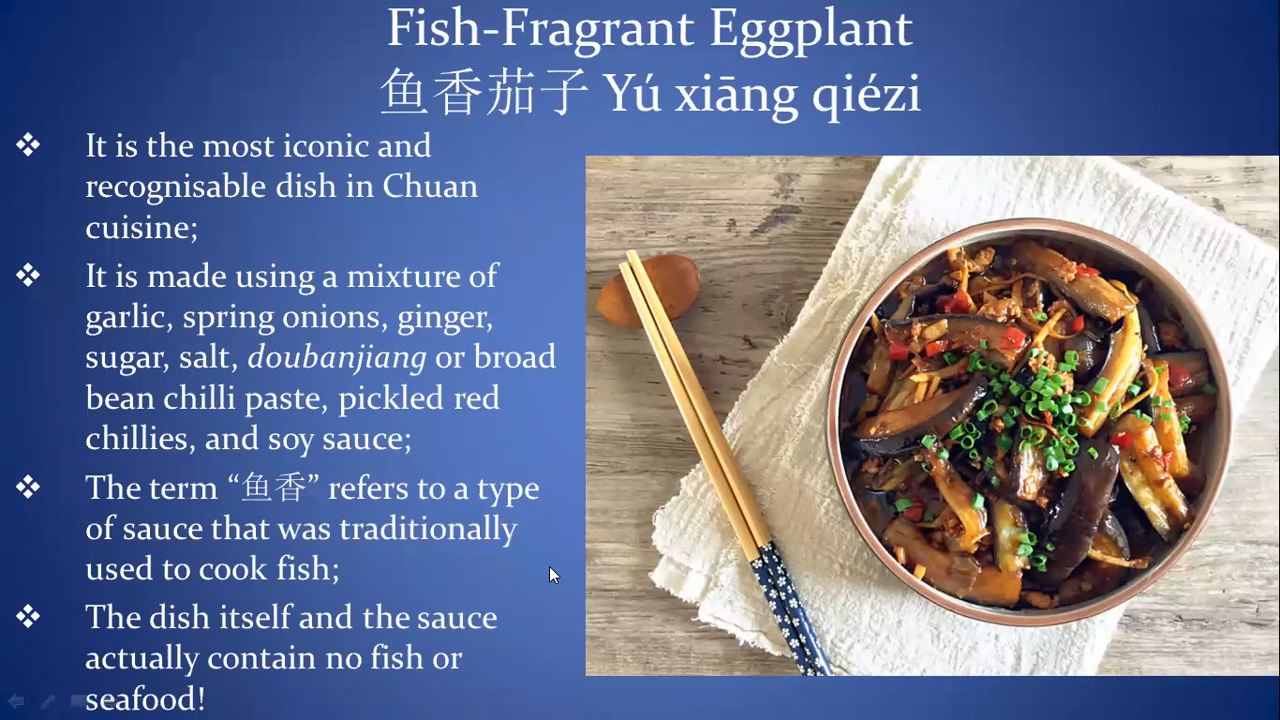 Fish-Fragrant Eggplant
鱼香茄子 Yú xiāng qiézi
It is the most iconic and
recognisable dish in Chuan
cuisine;
It is made using a mixture of
garlic, spring onions, ginger,
sugar, salt, doubanjiang or broad
bean chilli paste, pickled red
chillies, and soy sauce;
The term “鱼香” refers to a type
of sauce that was traditionally
used to cook fish;
The dish itself and the sauce
actually contain no fish or
seafood!